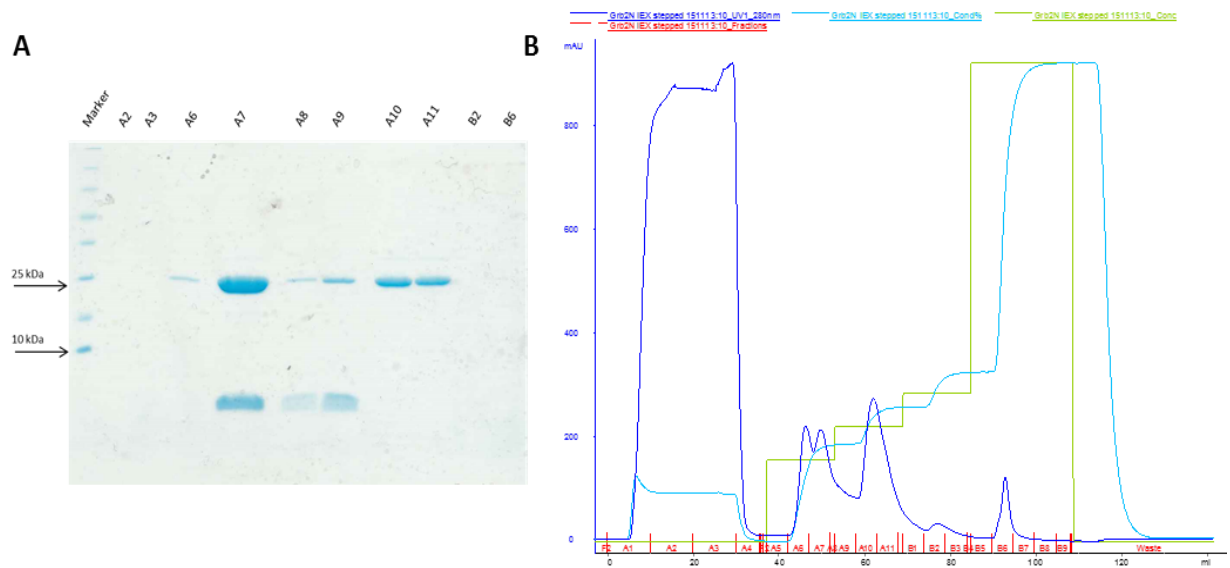 A
Marker A2 A3 A6 A7 A8 A9 A10 A11 B2 B6
25 kDa
10 kDa
B
Grb2N IEX stepped 151113:10_UV1_280nm Grb2N IEX stepped 151113:10_Cond% Grb2N IEX stepped 151113:10_Conc
Grb2N IEX stepped 151113:10_Fractions
mAU
800
600
400
200
0
F2 A1 A2 A3 A4 A5 A6 A7 A8 A9 A10 A11 B1 B2 B3 B4 B5 B6 B7 B8 B9 Waste
0 20 40 60 80 100 120 ml